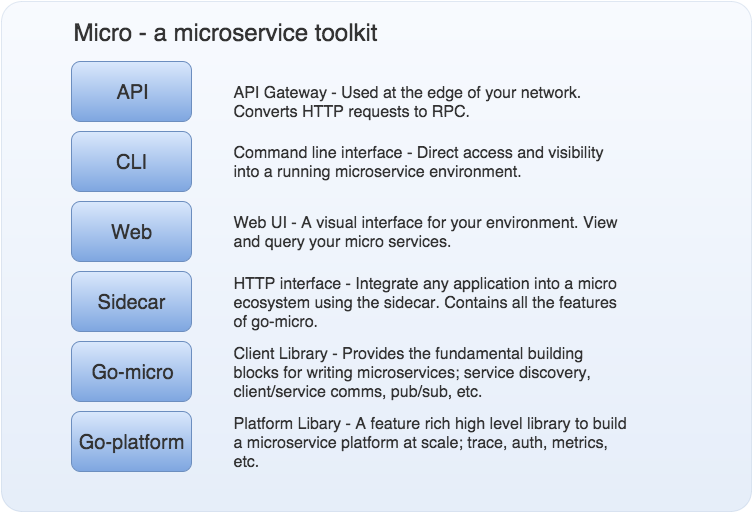 Micro - a microservice toolkit
API
API Gateway - Used at the edge of your network.
Converts HTTP requests to RPC.
CLI
Command line interface - Direct access and visibility
into a running microservice environment.
Web
Web UI - A visual interface for your environment. View
and query your micro services.
Sidecar
HTTP interface - Integrate any application into a micro
ecosystem using the sidecar. Contains all the features
of go-micro.
Go-micro
Client Library - Provides the fundamental building
blocks for writing microservices; service discovery,
client/service comms, pub/sub, etc.
Go-platform
Platform Libary - A feature rich high level library to build
a microservice platform at scale; trace, auth, metrics,
etc.